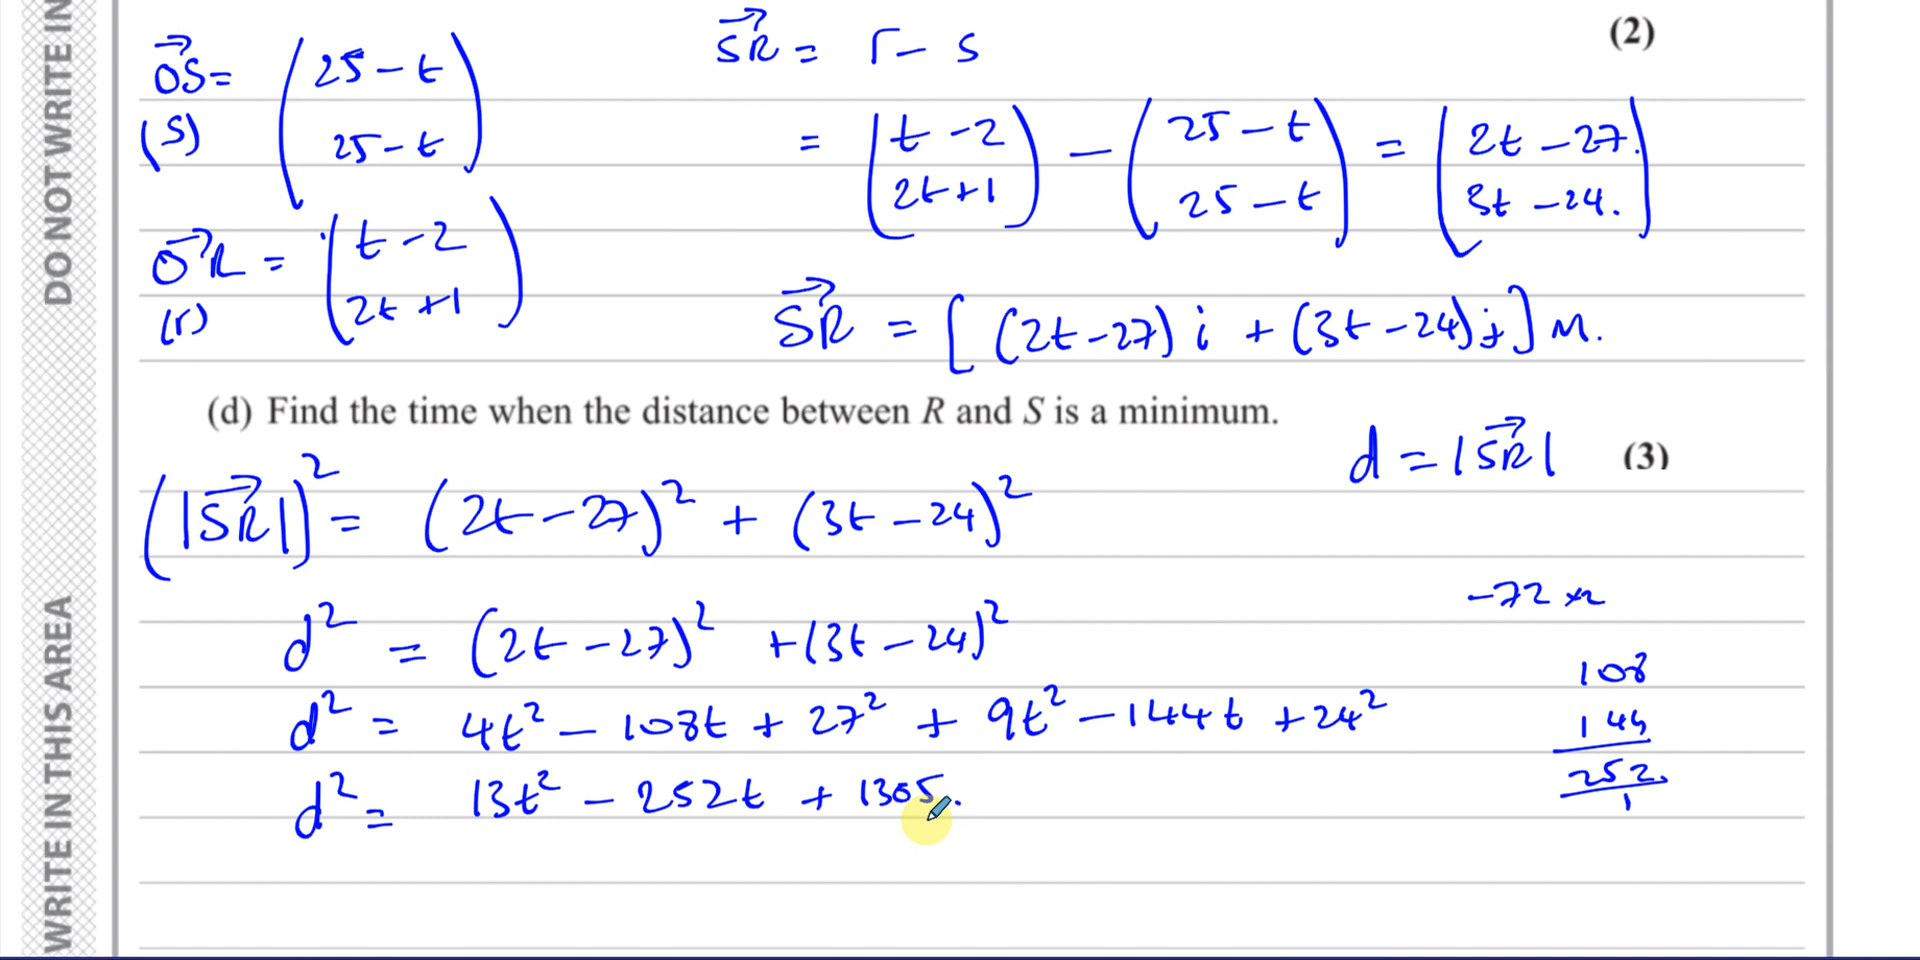 DO NOT WRITE IN
WRITE IN THIS AREA
(2)
OS = (25 - t
25 - t)
(S)
OR = (t - 2
2t + 1)
(r)
SR = r - s
= (t - 2
2t + 1) - (25 - t
25 - t) = (2t - 27.
3t - 24.)
SR = [(2t - 27) i + (3t - 24) j] m.
(d) Find the time when the distance between R and S is a minimum.
d = |SR|
(3)
(|SR|)² = (2t - 27)² + (3t - 24)²
d² = (2t - 27)² + (3t - 24)²
d² = 4t² - 108t + 27² + 9t² - 144t + 24²
d² = 13t² - 252t + 1305.
-72 × 2
108
144
252.
1